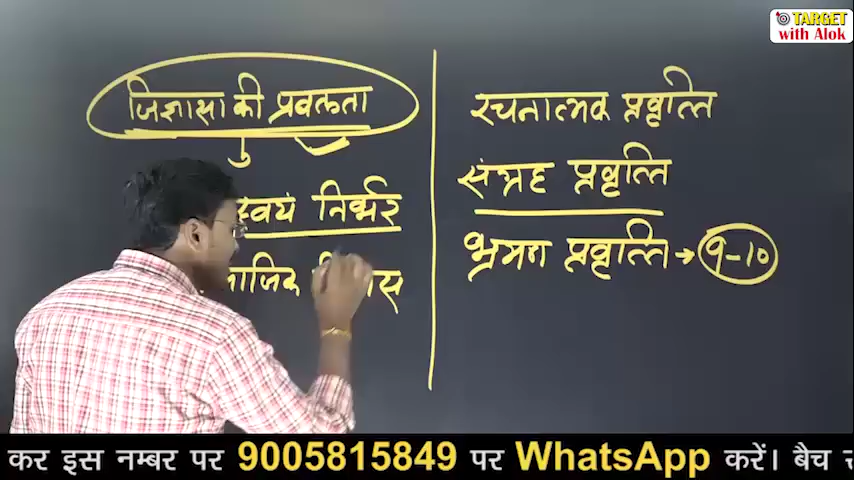 TARGET
with Alok
जिज्ञासा की प्रबलता
स्वयं निर्भर
रचनात्मक प्रवृत्ति
संग्रह प्रवृत्ति
भ्रमण प्रवृत्ति → 9-10
कर इस नम्बर पर 9005815849 पर WhatsApp करें। बैच